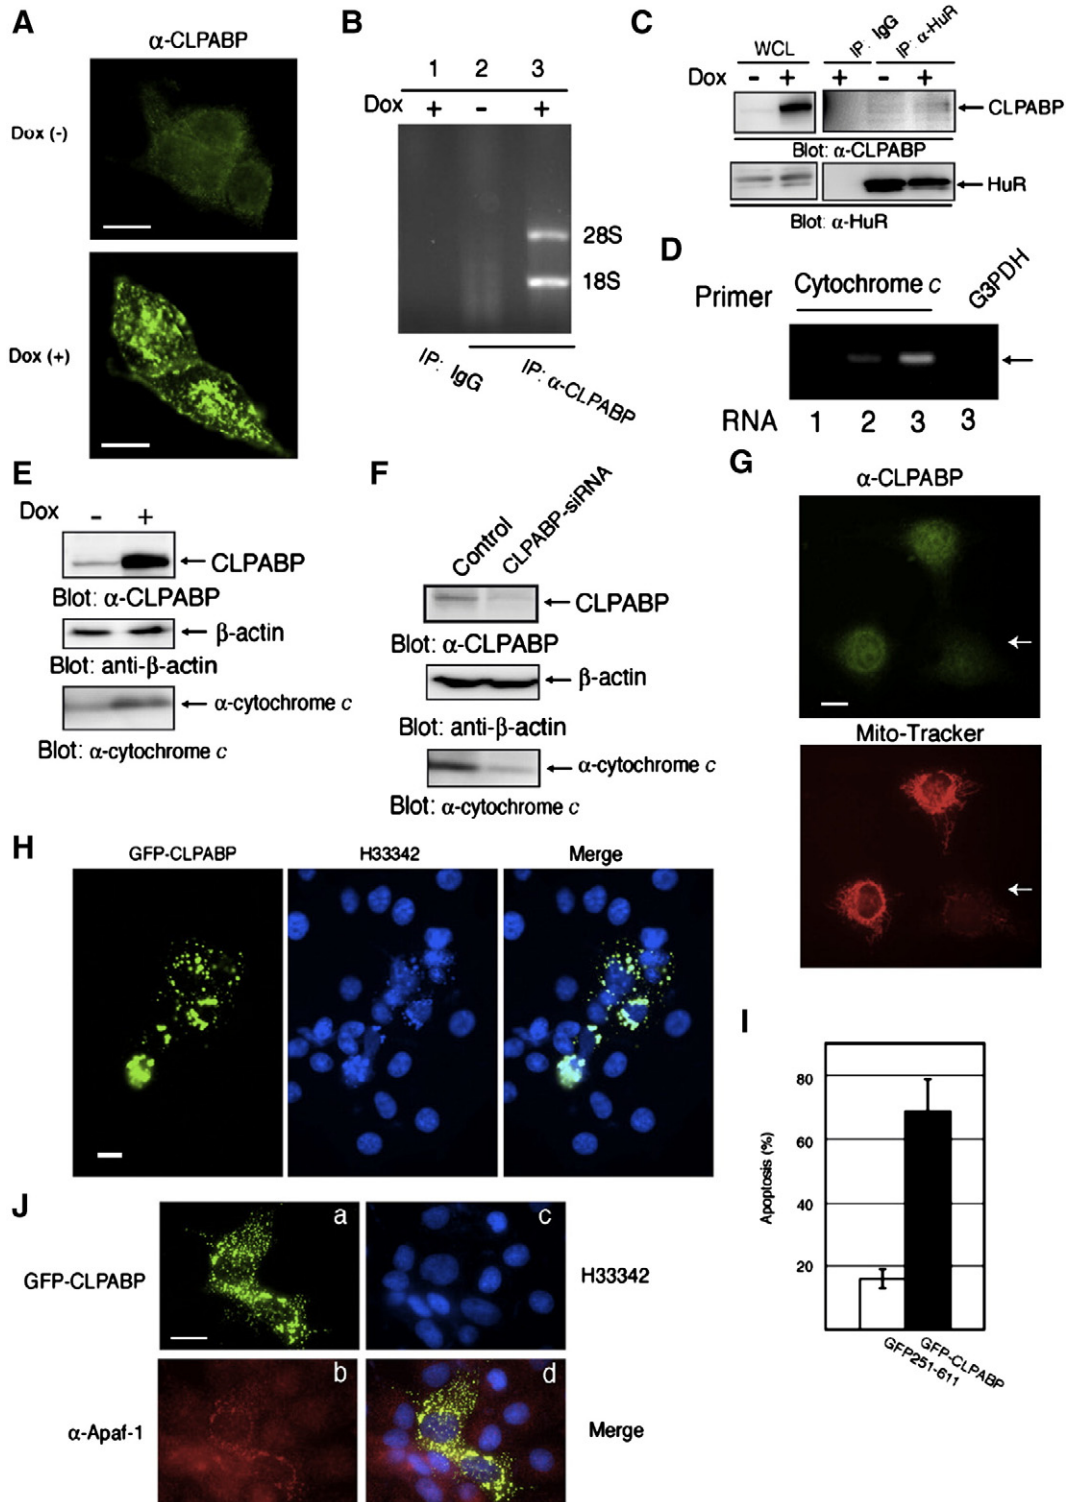 A
α-CLPABP
Dox (-)
Dox (+)
B
1 2 3
Dox + - +
28S
18S
IP: IgG
IP: α-CLPABP
C
WCL
IP: IgG
IP: α-HuR
Dox - + + - +
CLPABP
Blot: α-CLPABP
HuR
Blot: α-HuR
D
Primer
Cytochrome c
G3PDH
RNA 1 2 3 3
E
Dox - +
CLPABP
Blot: α-CLPABP
β-actin
Blot: anti-β-actin
α-cytochrome c
Blot: α-cytochrome c
F
Control
CLPABP-siRNA
CLPABP
Blot: α-CLPABP
β-actin
Blot: anti-β-actin
α-cytochrome c
Blot: α-cytochrome c
G
α-CLPABP
Mito-Tracker
H
GFP-CLPABP
H33342
Merge
I
Apoptosis (%)
80
60
40
20
GFP251-611
GFP-CLPABP
J
GFP-CLPABP
a
c
H33342
α-Apaf-1
b
d
Merge